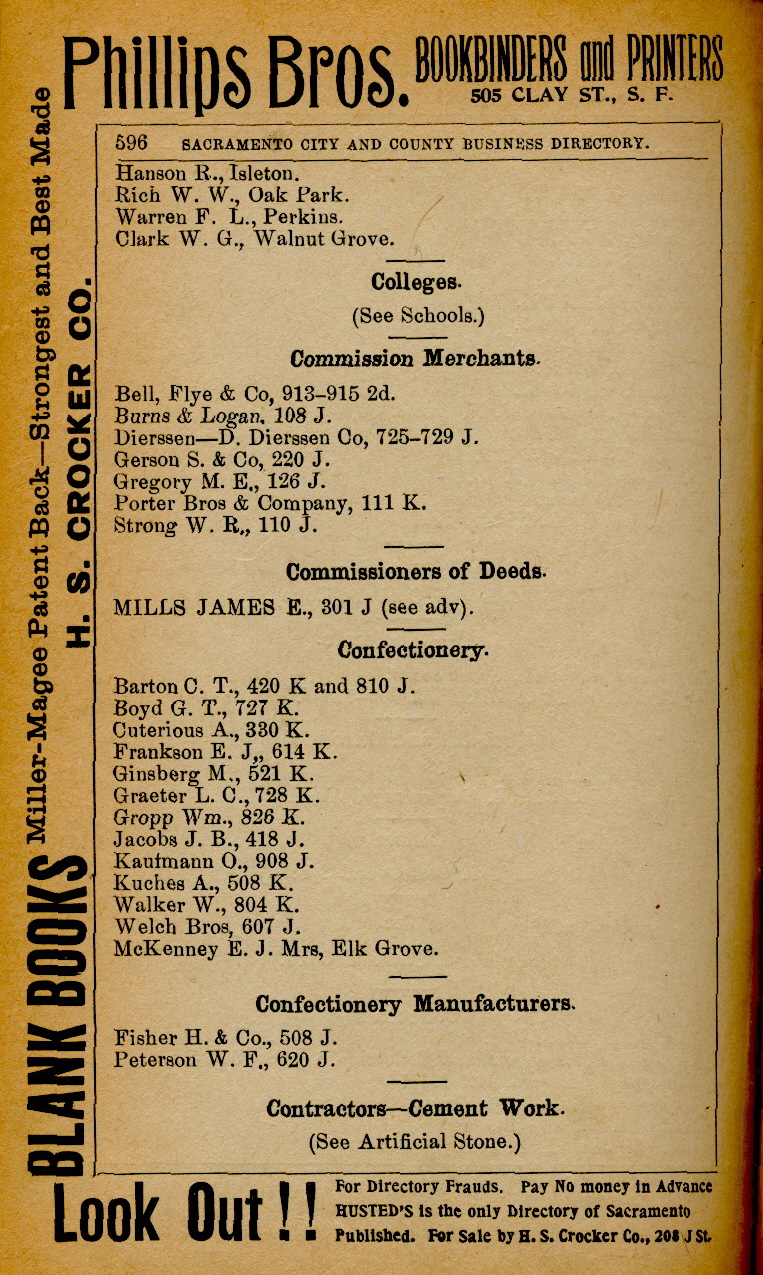 Phillips Bros. BOOKBINDERS and PRINTERS
505 CLAY ST., S. F.
BLANK BOOKS Miller-Magee Patent Back—Strongest and Best Made
H. S. CROCKER CO.
596 SACRAMENTO CITY AND COUNTY BUSINESS DIRECTORY.
Hanson R., Isleton.
Rich W. W., Oak Park.
Warren F. L., Perkins.
Clark W. G., Walnut Grove.
Colleges.
(See Schools.)
Commission Merchants.
Bell, Flye & Co, 913–915 2d.
Burns & Logan, 108 J.
Dierssen—D. Dierssen Co, 725–729 J.
Gerson S. & Co, 220 J.
Gregory M. E., 126 J.
Porter Bros & Company, 111 K.
Strong W. R., 110 J.
Commissioners of Deeds.
MILLS JAMES E., 301 J (see adv).
Confectionery.
Barton C. T., 420 K and 810 J.
Boyd G. T., 727 K.
Cuterious A., 330 K.
Frankson E. J., 614 K.
Ginsberg M., 521 K.
Graeter L. C., 728 K.
Gropp Wm., 826 K.
Jacobs J. B., 418 J.
Kaufmann O., 908 J.
Kuches A., 508 K.
Walker W., 804 K.
Welch Bros, 607 J.
McKenney E. J. Mrs, Elk Grove.
Confectionery Manufacturers.
Fisher H. & Co., 508 J.
Peterson W. F., 620 J.
Contractors—Cement Work.
(See Artificial Stone.)
Look Out!! For Directory Frauds. Pay No money in Advance
HUSTED'S is the only Directory of Sacramento
Published. For Sale by H. S. Crocker Co., 208 J St.